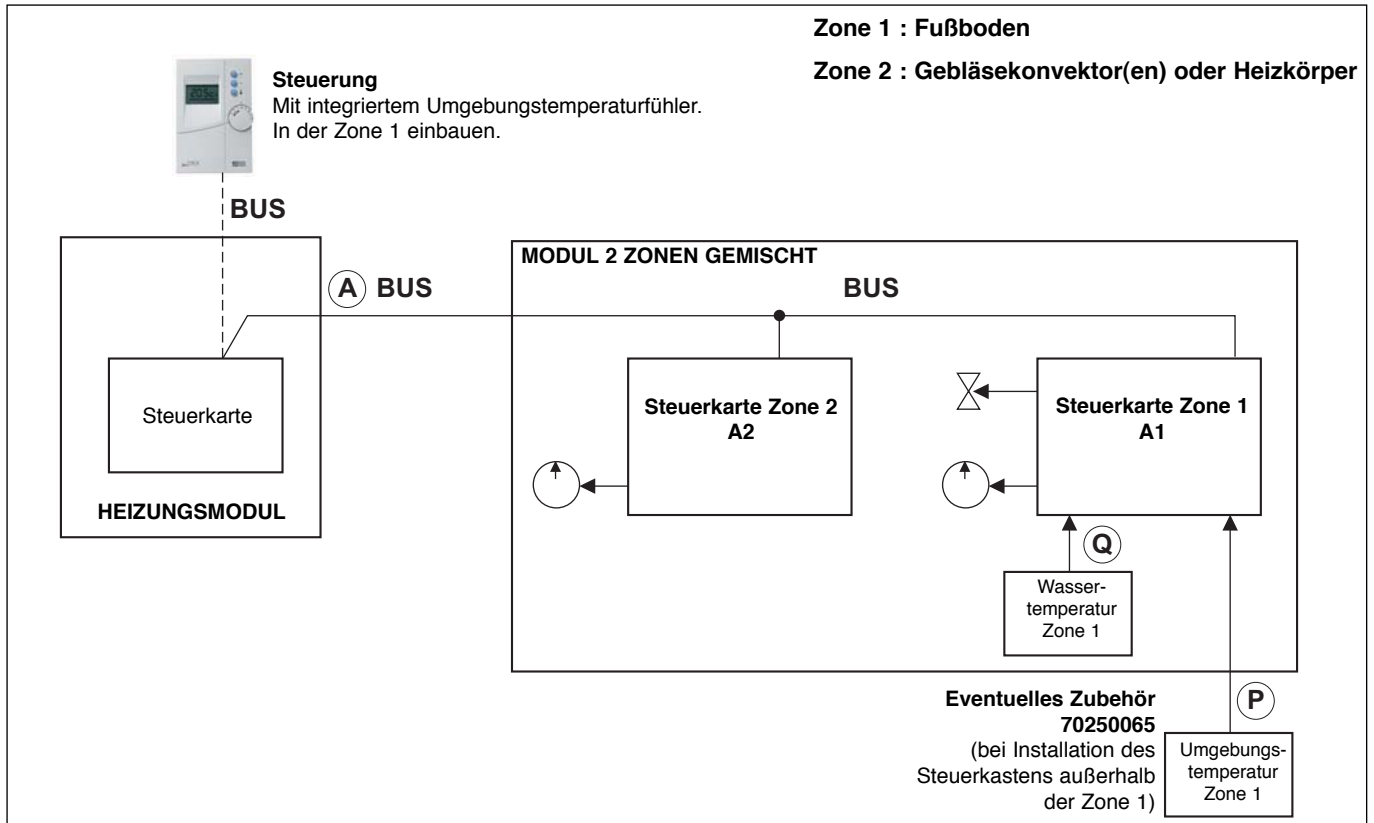 Zone 1 : Fußboden
Zone 2 : Gebläsekonvektor(en) oder Heizkörper
Steuerung
Mit integriertem Umgebungstemperaturfühler.
In der Zone 1 einbauen.
BUS
MODUL 2 ZONEN GEMISCHT
A BUS
BUS
Steuerkarte
HEIZUNGSMODUL
Steuerkarte Zone 2
A2
Steuerkarte Zone 1
A1
Q
Wasser-
temperatur
Zone 1
Eventuelles Zubehör
70250065
(bei Installation des
Steuerkastens außerhalb
der Zone 1)
P
Umgebungs-
temperatur
Zone 1